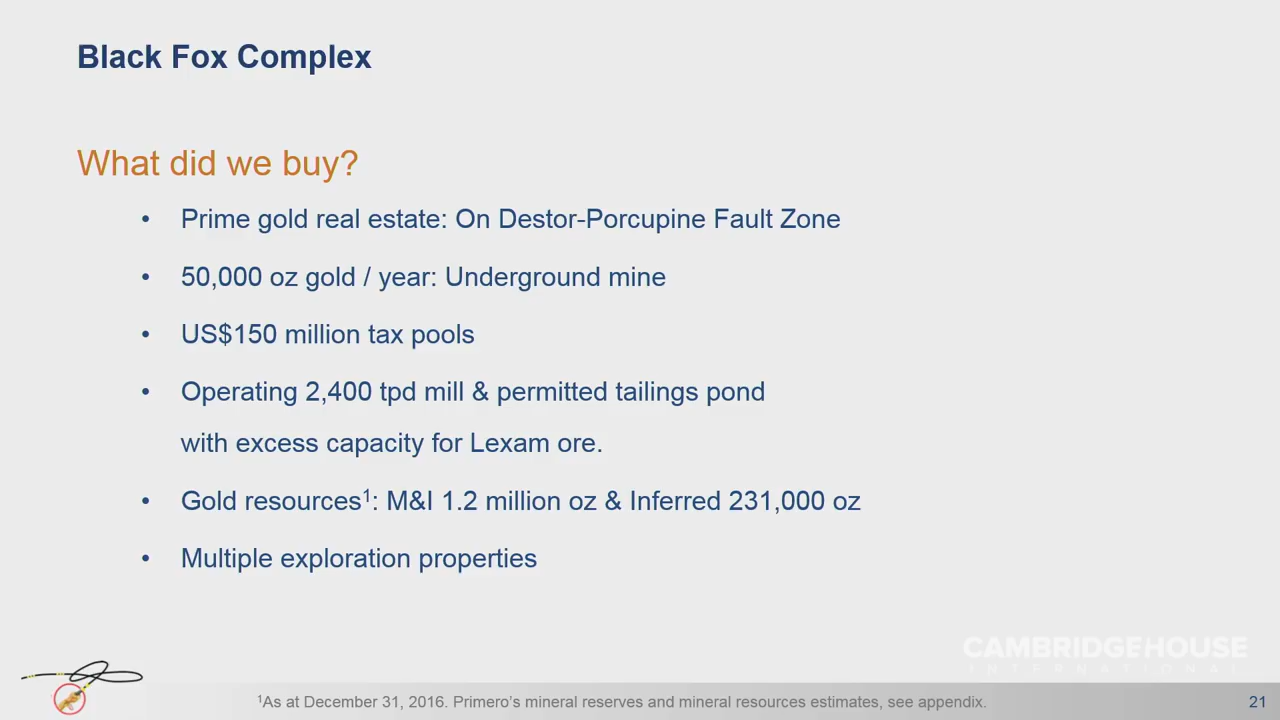 Black Fox Complex
What did we buy?
• Prime gold real estate: On Destor-Porcupine Fault Zone
• 50,000 oz gold / year: Underground mine
• US$150 million tax pools
• Operating 2,400 tpd mill & permitted tailings pond
with excess capacity for Lexam ore.
• Gold resources¹: M&I 1.2 million oz & Inferred 231,000 oz
• Multiple exploration properties
CAMBRIDGEHOUSE
INTERNATIONAL
¹As at December 31, 2016. Primero's mineral reserves and mineral resources estimates, see appendix.
21